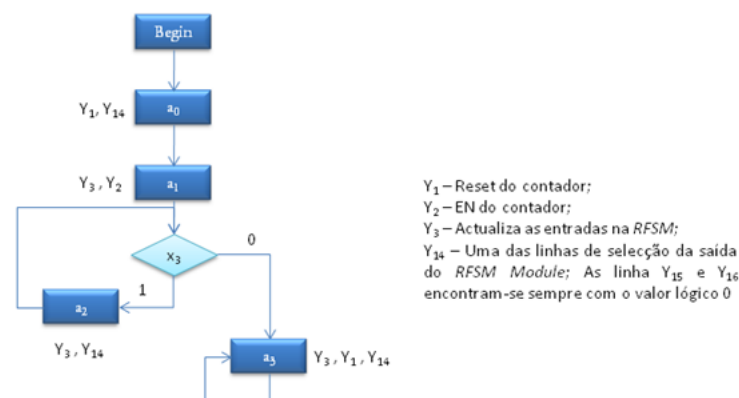 Begin
Y₁, Y₁₄
a₀
Y₃ , Y₂
a₁
x₃
0
1
a₂
Y₃ , Y₁₄
a₃
Y₃ , Y₁ , Y₁₄
Y₁ – Reset do contador;
Y₂ – EN do contador;
Y₃ – Actualiza as entradas na RFSM;
Y₁₄ – Uma das linhas de selecção da saída
do RFSM Module; As linha Y₁₅ e Y₁₆
encontram-se sempre com o valor lógico 0